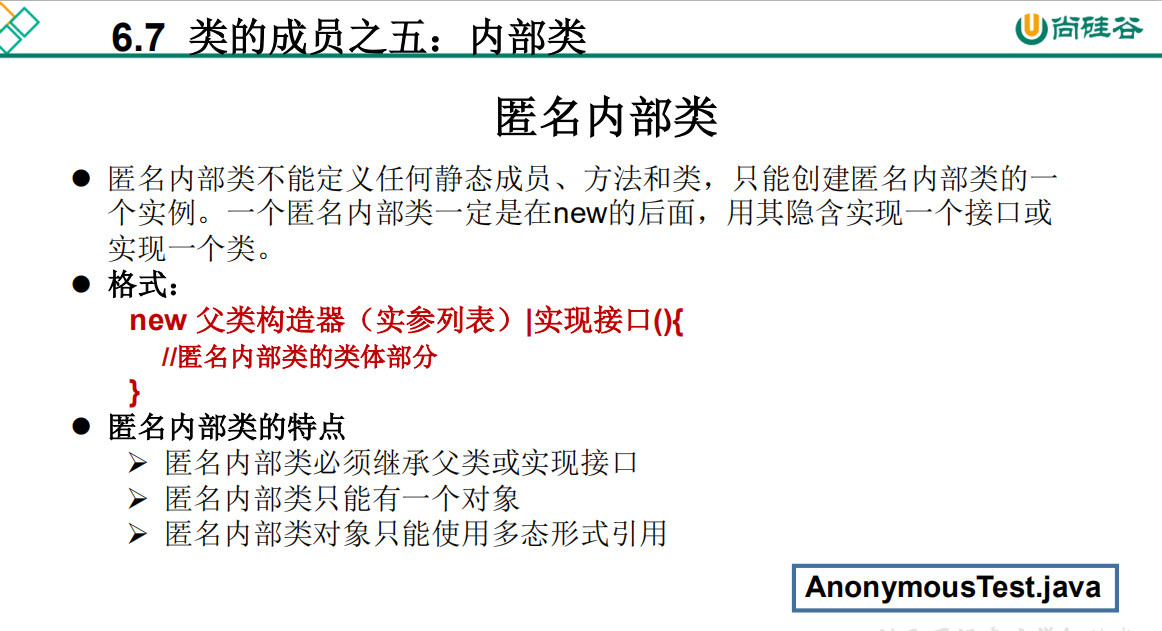 6.7 类的成员之五：内部类
尚硅谷
匿名内部类
● 匿名内部类不能定义任何静态成员、方法和类，只能创建匿名内部类的一
个实例。一个匿名内部类一定是在new的后面，用其隐含实现一个接口或
实现一个类。
● 格式：
new 父类构造器（实参列表）|实现接口(){
//匿名内部类的类体部分
}
● 匿名内部类的特点
➢ 匿名内部类必须继承父类或实现接口
➢ 匿名内部类只能有一个对象
➢ 匿名内部类对象只能使用多态形式引用
AnonymousTest.java